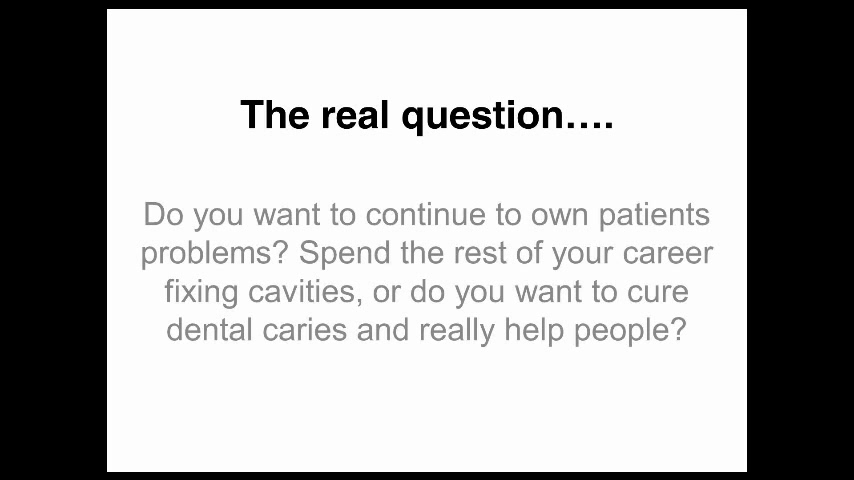 The real question….
Do you want to continue to own patients
problems? Spend the rest of your career
fixing cavities, or do you want to cure
dental caries and really help people?